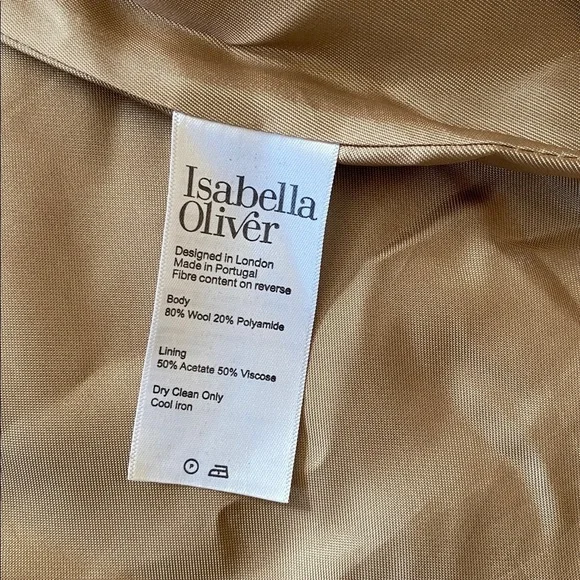 Isabella
Oliver
Designed in London
Made in Portugal
Fibre content on reverse
Body
80% Wool 20% Polyamide
Lining
50% Acetate 50% Viscose
Dry Clean Only
Cool iron
P